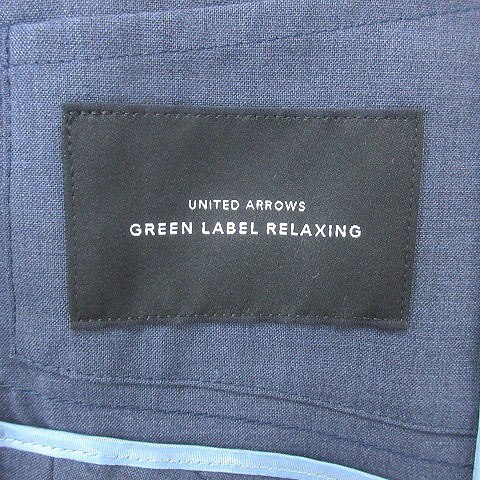 UNITED ARROWS
GREEN LABEL RELAXING